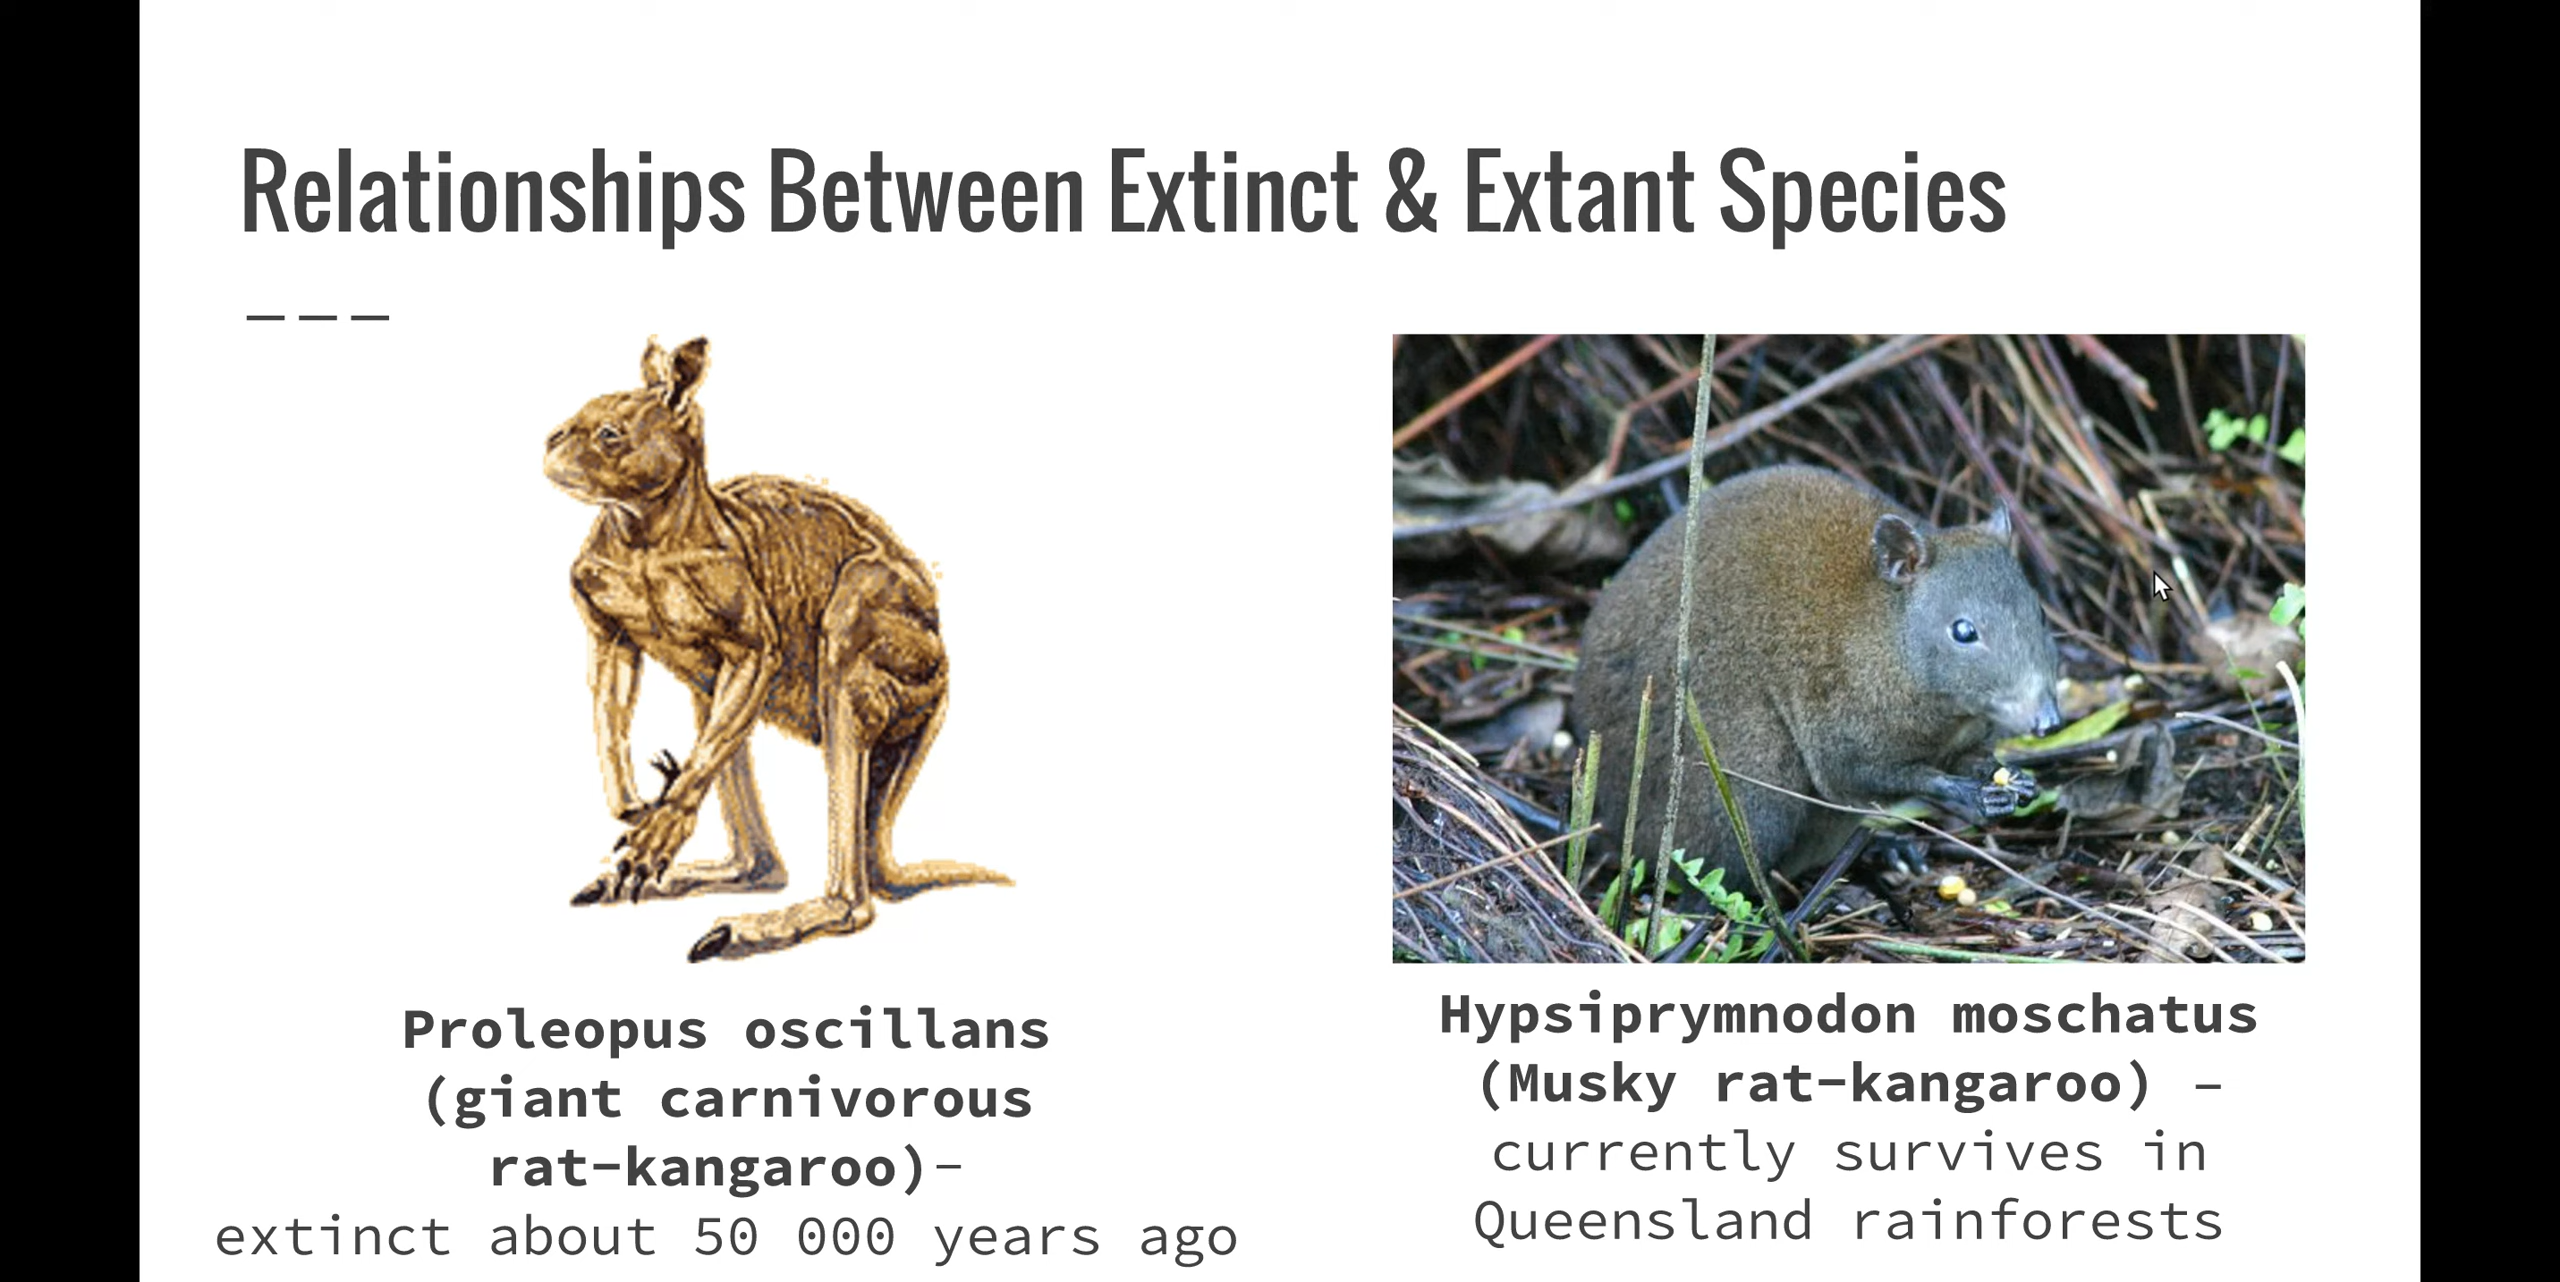 Relationships Between Extinct & Extant Species
Proleopus oscillans
(giant carnivorous
rat-kangaroo)–
extinct about 50 000 years ago
Hypsiprymnodon moschatus
(Musky rat-kangaroo) –
currently survives in
Queensland rainforests